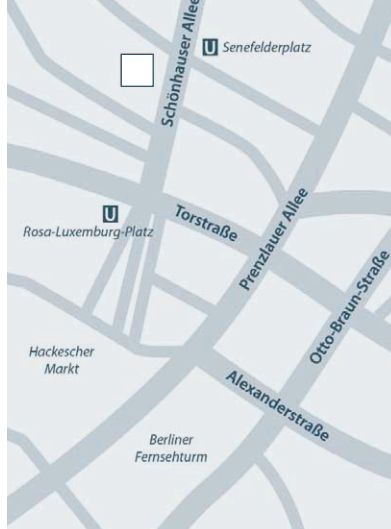 Schönhauser Allee
U Senefelderplatz
U
Rosa-Luxemburg-Platz
Torstraße
Prenzlauer Allee
Otto-Braun-Straße
Hackescher
Markt
Alexanderstraße
Berliner
Fernsehturm